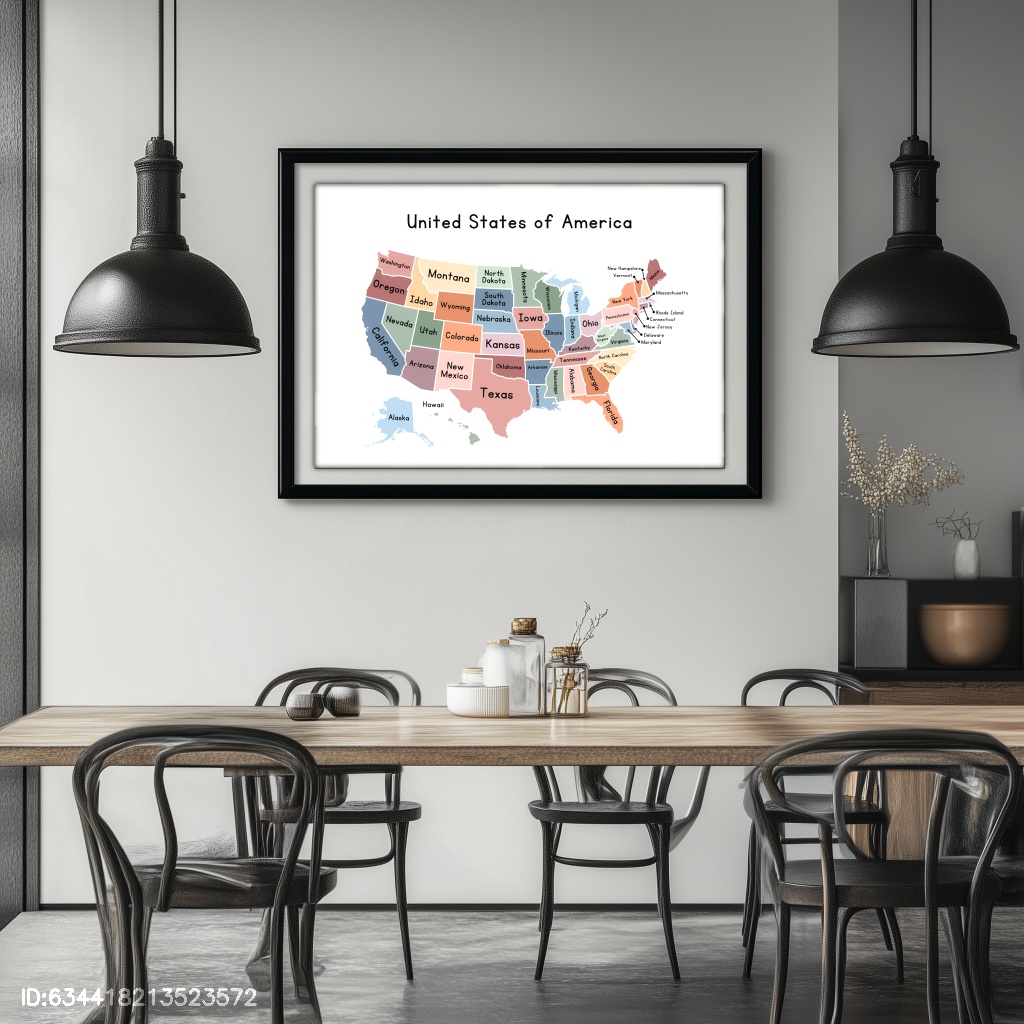 United States of America
Washington
Montana
North
Dakota
Minnesota
Oregon
Idaho
Wyoming
South
Dakota
Wisconsin
Michigan
New York
New Hampshire
Vermont
Maine
Massachusetts
Rhode Island
Connecticut
New Jersey
Delaware
Maryland
Nevada
Utah
Colorado
Nebraska
Iowa
Illinois
Indiana
Ohio
Pennsylvania
California
Kansas
Missouri
Kentucky
Virginia
Arizona
New
Mexico
Oklahoma
Arkansas
Tennessee
North Carolina
South
Carolina
Texas
Louisiana
Mississippi
Alabama
Georgia
Florida
Alaska
Hawaii
ID:634418213523572